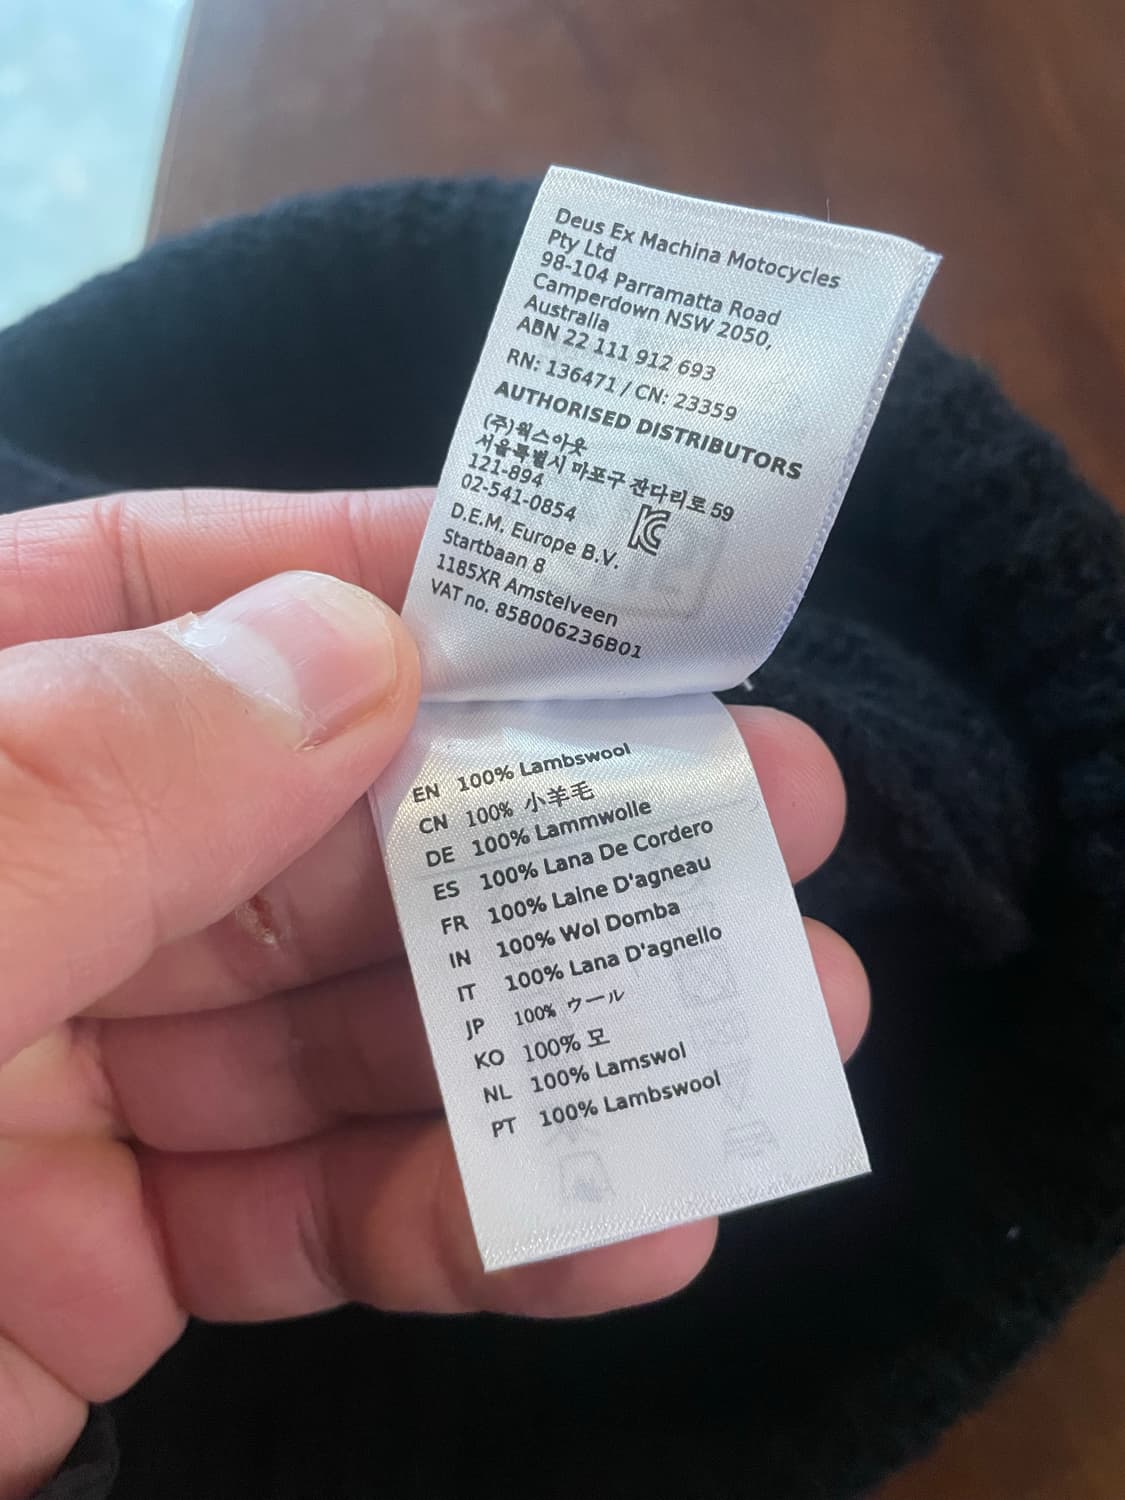 Deus Ex Machina Motocycles
Pty Ltd
98-104 Parramatta Road
Camperdown NSW 2050,
Australia
ABN 22 111 912 693
RN: 136471 / CN: 23359
AUTHORISED DISTRIBUTORS
(주)웍스아웃
서울특별시 마포구 잔다리로 59
121-894
02-541-0854
D.E.M. Europe B.V.
Startbaan 8
1185XR Amstelveen
VAT no. 858006236B01
EN 100% Lambswool
CN 100% 小羊毛
DE 100% Lammwolle
ES 100% Lana De Cordero
FR 100% Laine D'agneau
IN 100% Wol Domba
IT 100% Lana D'agnello
JP 100% ウール
KO 100% 모
NL 100% Lamswol
PT 100% Lambswool